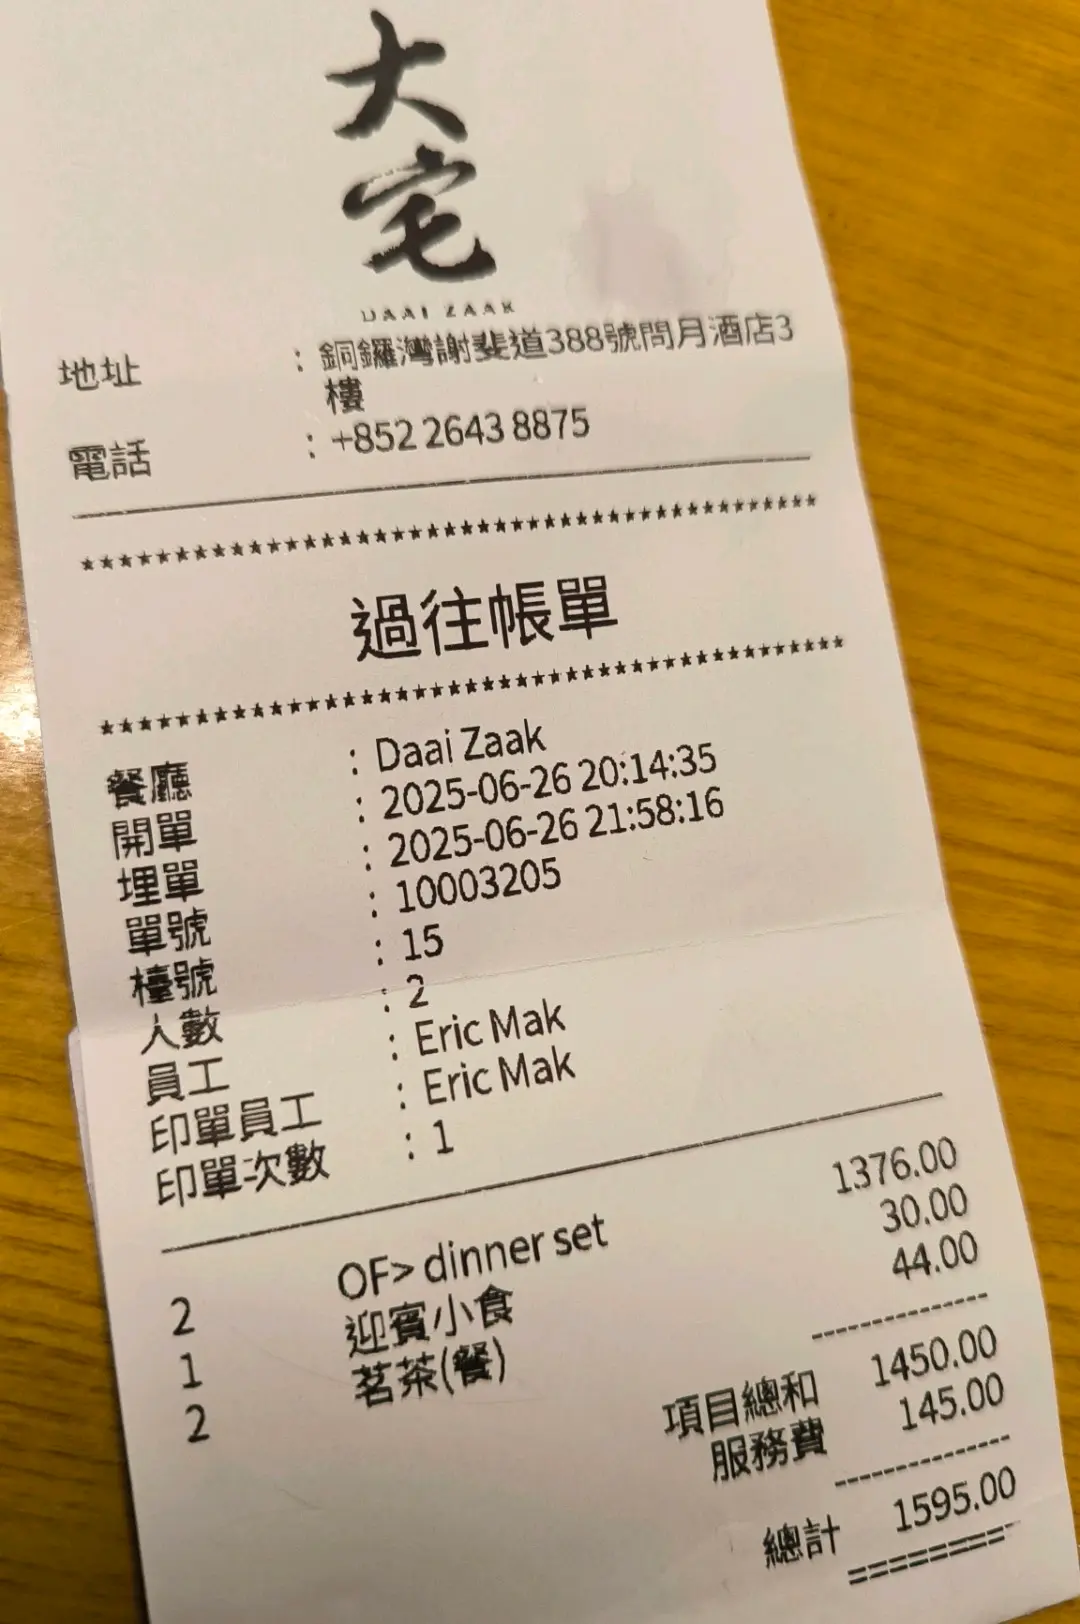 大宅
DAAI ZAAK
地址 : 銅鑼灣謝斐道388號問月酒店3
樓
電話 : +852 2643 8875
******************************************
過往帳單
******************************************
餐廳 : Daai Zaak
開單 : 2025-06-26 20:14:35
埋單 : 2025-06-26 21:58:16
單號 : 10003205
檯號 : 15
人數 : 2
員工 : Eric Mak
印單員工 : Eric Mak
印單次數 : 1
2 OF> dinner set 1376.00
1 迎賓小食 30.00
2 茗茶(餐) 44.00
---------------
項目總和 1450.00
服務費 145.00
---------------
總計 1595.00
========